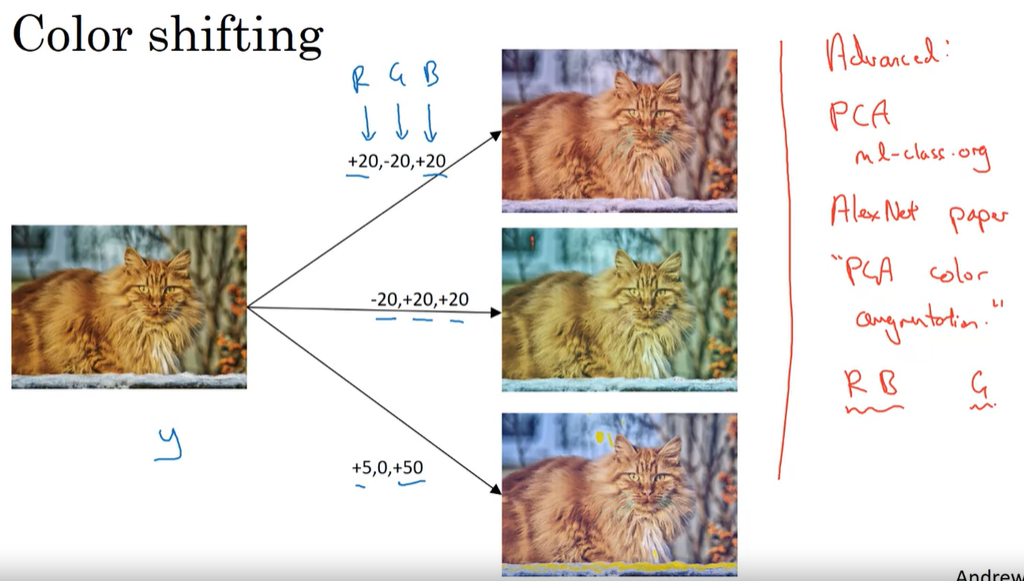 Color shifting
R G B
+20,-20,+20
-20,+20,+20
+5,0,+50
y
Advanced:
PCA
ml-class.org
AlexNet paper
"PCA color
augmentation."
R B G
Andrew